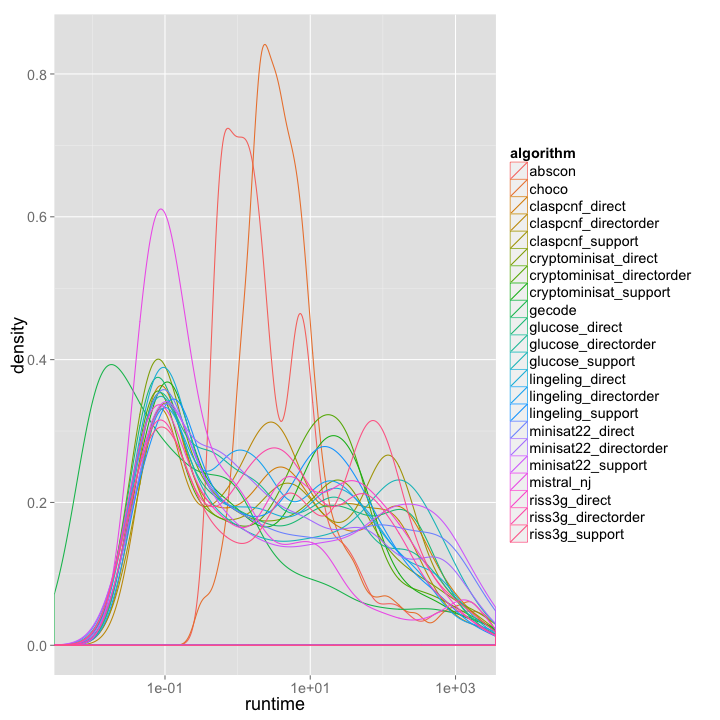 0.8
0.6
0.4
0.2
0.0
density
1e-01
1e+01
1e+03
runtime
algorithm
abscon
choco
claspcnf_direct
claspcnf_directorder
claspcnf_support
cryptominisat_direct
cryptominisat_directorder
cryptominisat_support
gecode
glucose_direct
glucose_directorder
glucose_support
lingeling_direct
lingeling_directorder
lingeling_support
minisat22_direct
minisat22_directorder
minisat22_support
mistral_nj
riss3g_direct
riss3g_directorder
riss3g_support